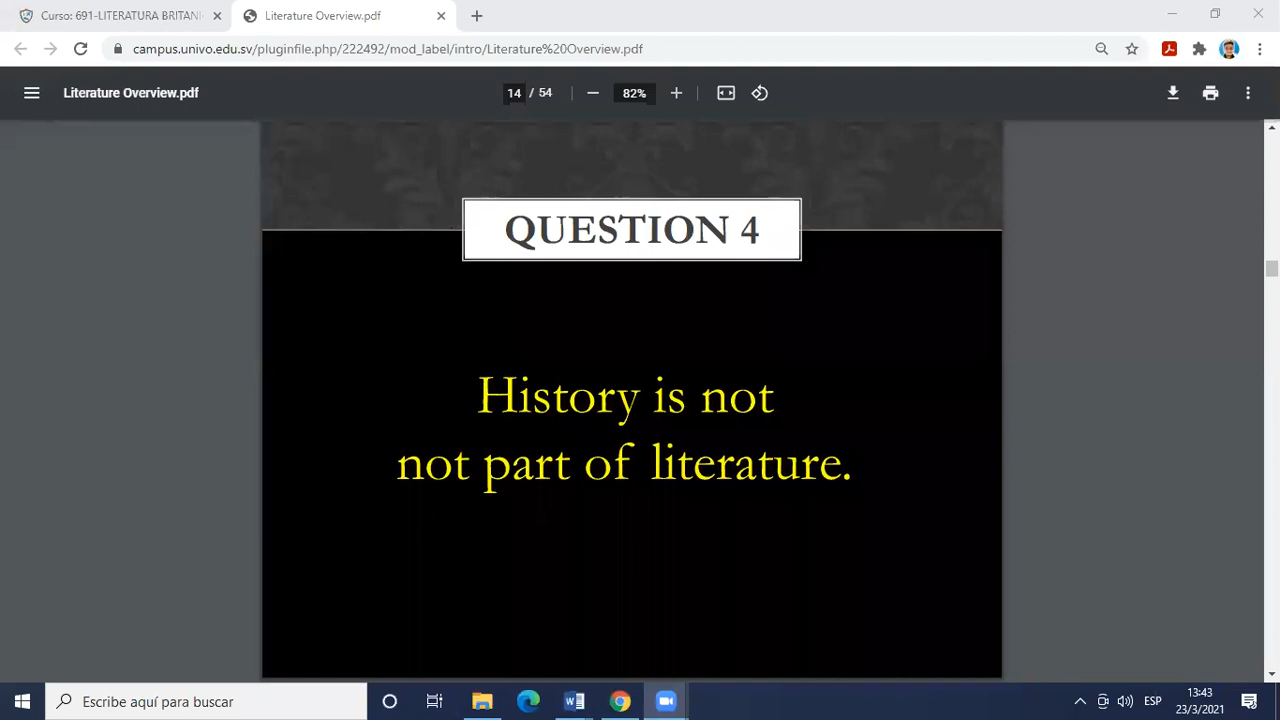 Curso: 691-LITERATURA BRITANI
Literature Overview.pdf
campus.univo.edu.sv/pluginfile.php/222492/mod_label/intro/Literature%20Overview.pdf
Literature Overview.pdf
14 / 54
82%
QUESTION 4
History is not
not part of literature.
Escribe aquí para buscar
ESP
13:43
23/3/2021